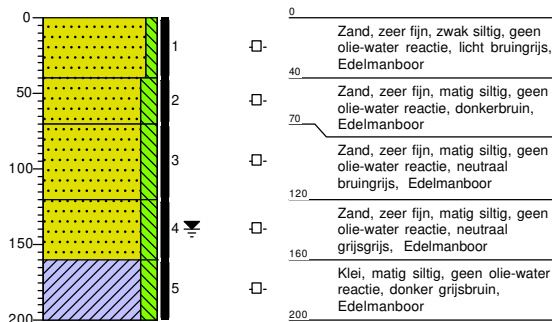 0
50
100
150
200
1
2
3
4
5
0
Zand, zeer fijn, zwak siltig, geen
olie-water reactie, licht bruingrijs,
Edelmanboor
40
Zand, zeer fijn, matig siltig, geen
olie-water reactie, donkerbruin,
Edelmanboor
70
Zand, zeer fijn, matig siltig, geen
olie-water reactie, neutraal
bruingrijs, Edelmanboor
120
Zand, zeer fijn, matig siltig, geen
olie-water reactie, neutraal
grijsgrijs, Edelmanboor
160
Klei, matig siltig, geen olie-water
reactie, donker grijsbruin,
Edelmanboor
200